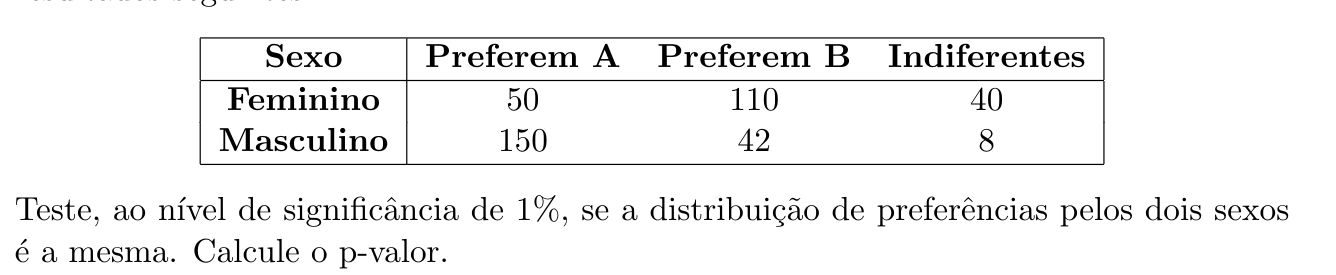 Sexo Preferem A Preferem B Indiferentes
Feminino 50 110 40
Masculino 150 42 8
Teste, ao nível de significância de 1%, se a distribuição de preferências pelos dois sexos
é a mesma. Calcule o p-valor.